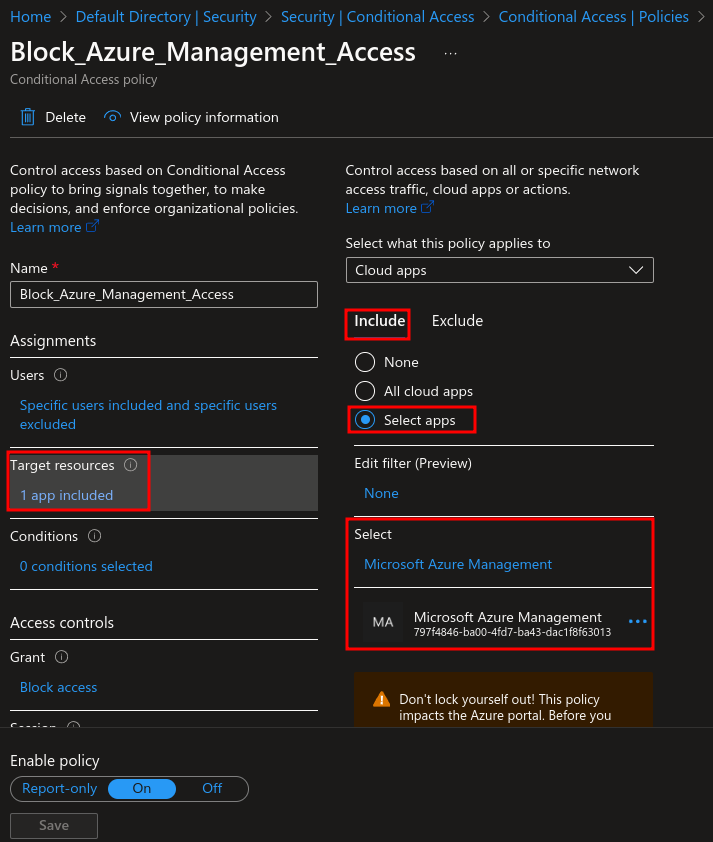 Home > Default Directory | Security > Security | Conditional Access > Conditional Access | Policies >
Block_Azure_Management_Access ...
Conditional Access policy
Delete View policy information
Control access based on Conditional Access
policy to bring signals together, to make
decisions, and enforce organizational policies.
Learn more
Name *
Block_Azure_Management_Access
Assignments
Users
Specific users included and specific users
excluded
Target resources
1 app included
Conditions
0 conditions selected
Access controls
Grant
Block access
Session
Control access based on all or specific network
access traffic, cloud apps or actions.
Learn more
Select what this policy applies to
Cloud apps
Include Exclude
None
All cloud apps
Select apps
Edit filter (Preview)
None
Select
Microsoft Azure Management
MA
Microsoft Azure Management
797f4846-ba00-4fd7-ba43-dac1f8f63013
Don't lock yourself out! This policy
impacts the Azure portal. Before you
Enable policy
Report-only On Off
Save